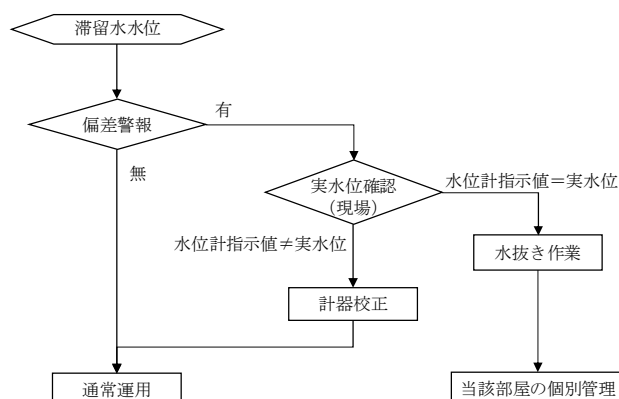 滞留水水位
偏差警報
有
無
実水位確認
（現場）
水位計指示値＝実水位
水位計指示値≠実水位
水抜き作業
計器校正
通常運用
当該部屋の個別管理